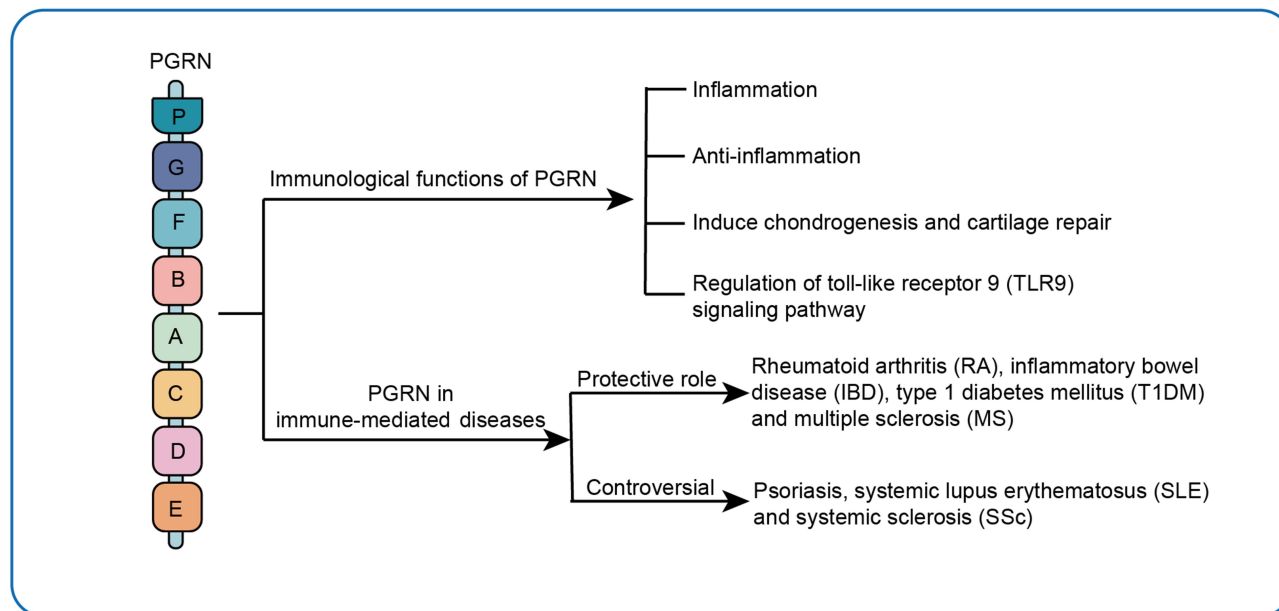 PGRN
P
G
F
B
A
C
D
E
Immunological functions of PGRN
Inflammation
Anti-inflammation
Induce chondrogenesis and cartilage repair
Regulation of toll-like receptor 9 (TLR9)
signaling pathway
PGRN in
immune-mediated diseases
Protective role
Rheumatoid arthritis (RA), inflammatory bowel
disease (IBD), type 1 diabetes mellitus (T1DM)
and multiple sclerosis (MS)
Controversial
Psoriasis, systemic lupus erythematosus (SLE)
and systemic sclerosis (SSc)